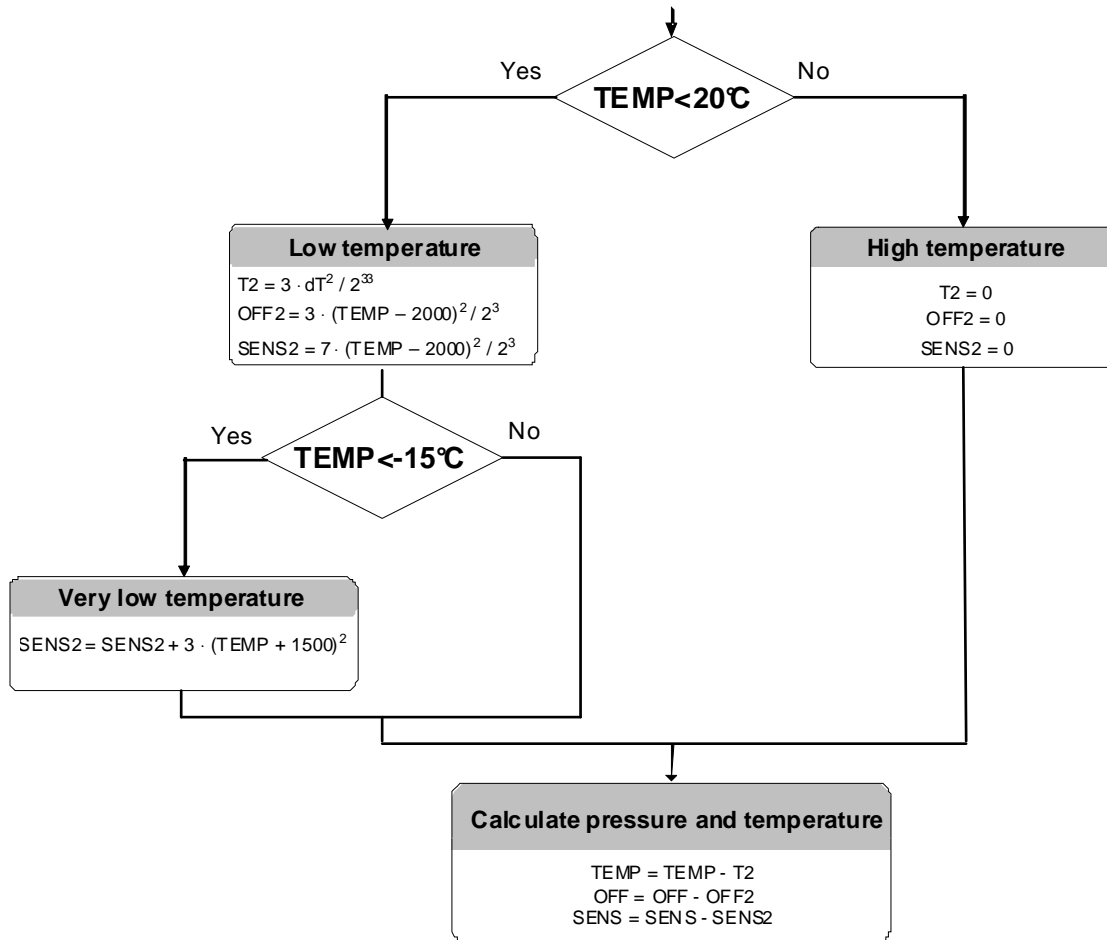 Yes
No
TEMP<20°C
Low temperature
T2 = 3 · dT² / 2³³
OFF2 = 3 · (TEMP – 2000)² / 2³
SENS2 = 7 · (TEMP – 2000)² / 2³
High temperature
T2 = 0
OFF2 = 0
SENS2 = 0
Yes
No
TEMP<-15°C
Very low temperature
SENS2 = SENS2 + 3 · (TEMP + 1500)²
Calculate pressure and temperature
TEMP = TEMP - T2
OFF = OFF - OFF2
SENS = SENS - SENS2